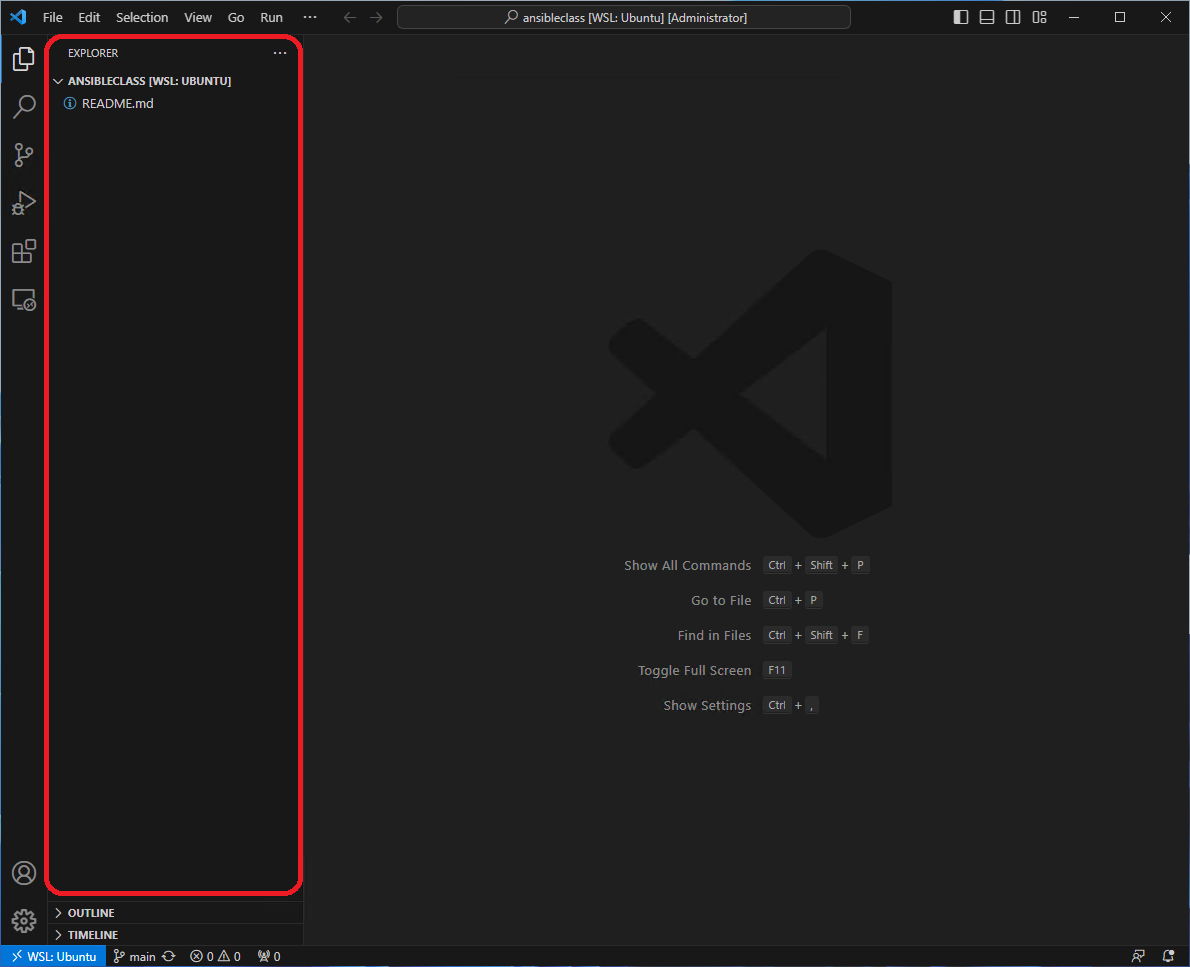 File Edit Selection View Go Run ···
ansibleclass [WSL: Ubuntu] [Administrator]
EXPLORER ···
ANSIBLECLASS [WSL: UBUNTU]
README.md
Show All Commands Ctrl + Shift + P
Go to File Ctrl + P
Find in Files Ctrl + Shift + F
Toggle Full Screen F11
Show Settings Ctrl + ,
OUTLINE
TIMELINE
WSL: Ubuntu main 0 0 0